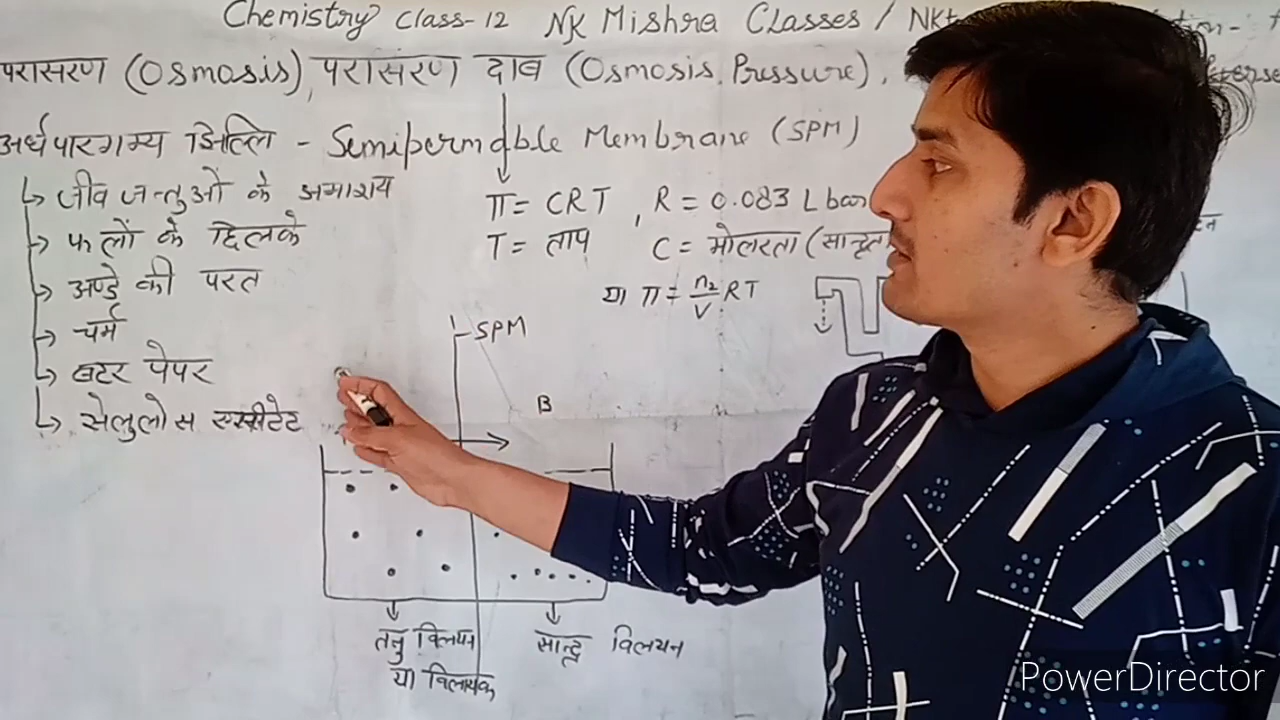 Chemistry Class-12 NK Mishra Classes /
परासरण (Osmosis), परासरण दाब (Osmosis Pressure),
अर्धपारगम्य झिल्लि - Semipermeable Membrane (SPM)
जीव जन्तुओं के अमाशय
फलों के छिलके
अण्डे की परत
चर्म
बटर पेपर
सेलुलोस एसीटेट
π = CRT , R = 0.083 L bar
T = ताप C = मोलरता (सान्द्रता
या π = n₂/V RT
SPM
B
तनु विलयन
या विलायक
सान्द्र विलयन
PowerDirector